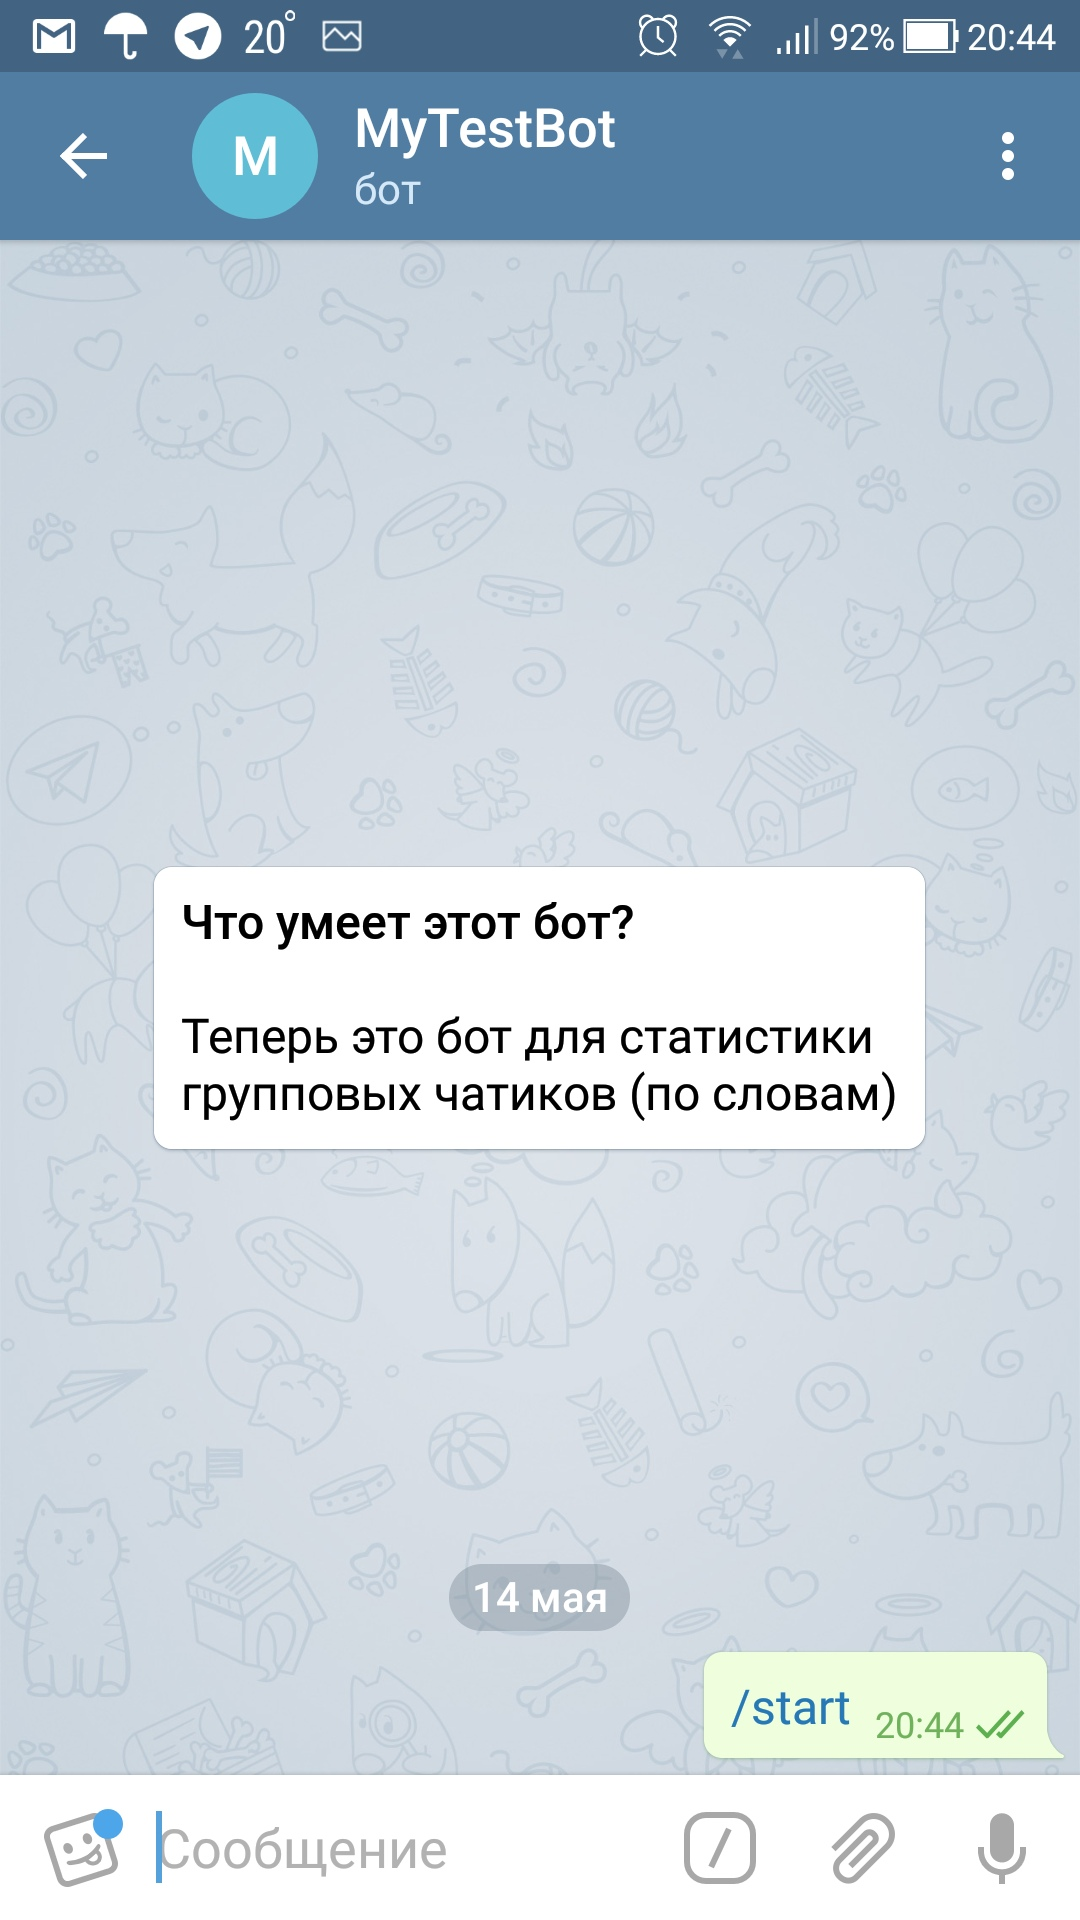 20° 92% 20:44
M MyTestBot
бот
Что умеет этот бот?
Теперь это бот для статистики
групповых чатиков (по словам)
14 мая
/start 20:44
Сообщение